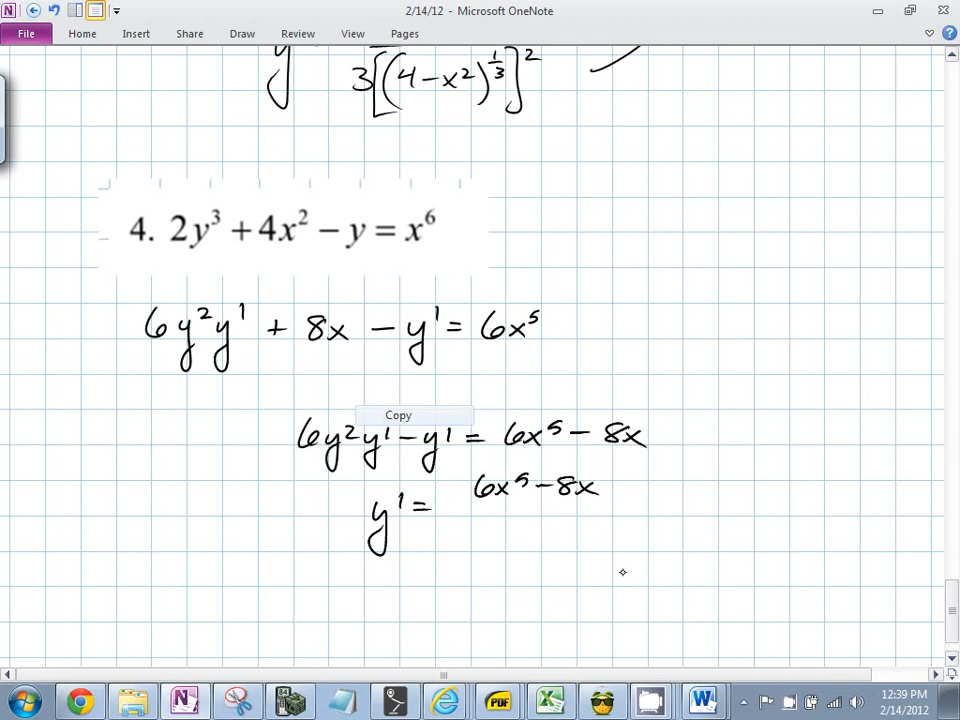 2/14/12 - Microsoft OneNote
File Home Insert Share Draw Review View Pages
y
3[(4-x²)^(1/3)]²
4. 2y³ + 4x² − y = x⁶
6y²y' + 8x − y' = 6x⁵
Copy
6y²y' − y' = 6x⁵ − 8x
6x⁵ − 8x
y' =
84
PDF
12:39 PM
2/14/2012